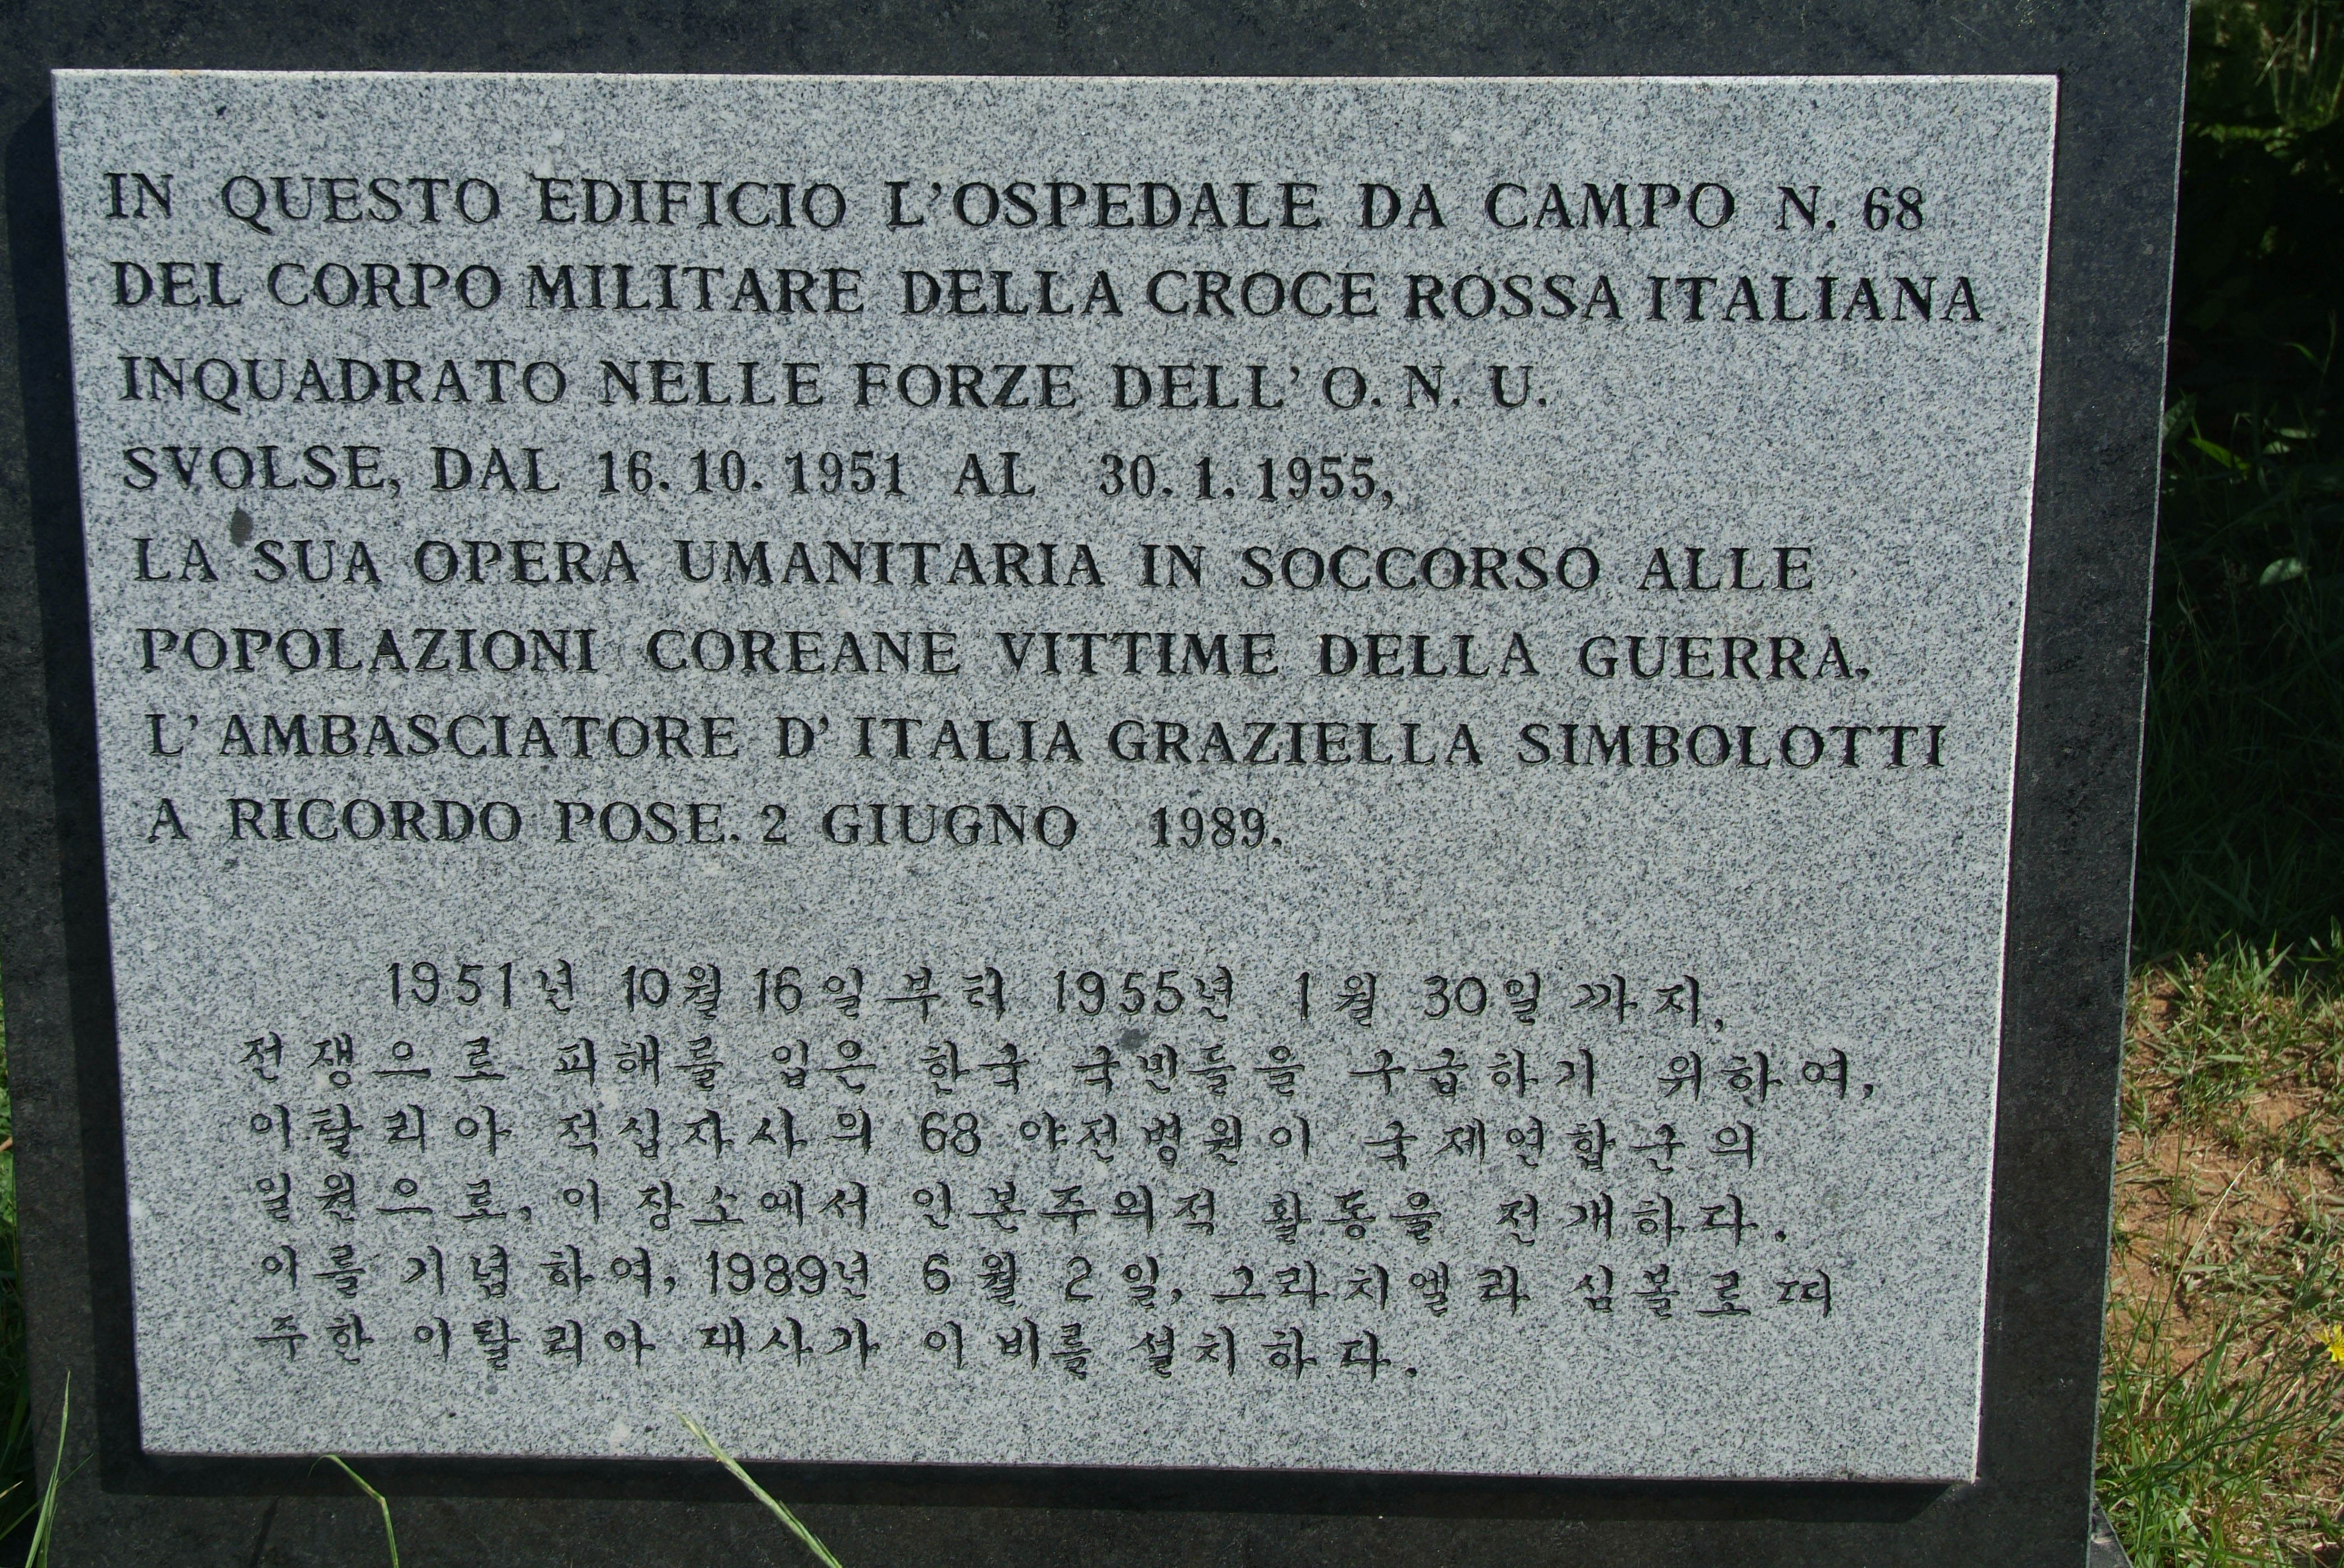 IN QUESTO EDIFICIO L'OSPEDALE DA CAMPO N. 68
DEL CORPO MILITARE DELLA CROCE ROSSA ITALIANA
INQUADRATO NELLE FORZE DELL'O. N. U.
SVOLSE, DAL 16. 10. 1951 AL 30. 1. 1955,
LA SUA OPERA UMANITARIA IN SOCCORSO ALLE
POPOLAZIONI COREANE VITTIME DELLA GUERRA.
L'AMBASCIATORE D'ITALIA GRAZIELLA SIMBOLOTTI
A RICORDO POSE. 2 GIUGNO 1989.
1951년 10월 16일부터 1955년 1월 30일까지,
전쟁으로 피해를 입은 한국 국민들을 구급하기 위하여,
이탈리아 적십자사의 68 야전병원이 국제연합군의
일원으로, 이 장소에서 인본주의적 활동을 전개하다.
이를 기념하여, 1989년 6월 2일, 그라치엘라 심볼로띠
주한 이탈리아 대사가 이 비를 설치하다.